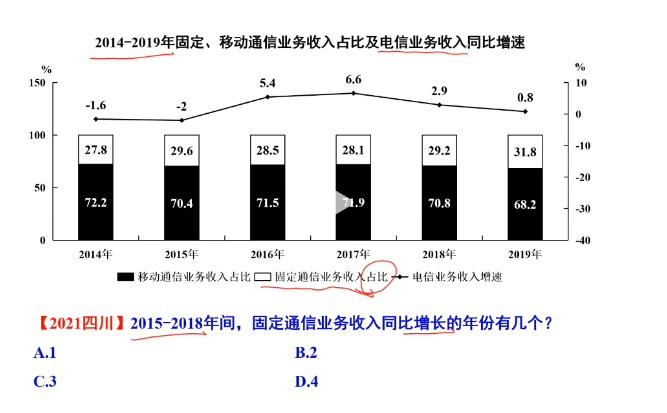 2014-2019年固定、移动通信业务收入占比及电信业务收入同比增速
% %
150 10
-1.6 -2 5.4 6.6 2.9 0.8
0
100
27.8 29.6 28.5 28.1 29.2 31.8
-10
50 -20
72.2 70.4 71.5 71.9 70.8 68.2
-30
0 -40
2014年 2015年 2016年 2017年 2018年 2019年
移动通信业务收入占比 固定通信业务收入占比 电信业务收入增速
【2021四川】2015-2018年间，固定通信业务收入同比增长的年份有几个？
A.1 B.2
C.3 D.4